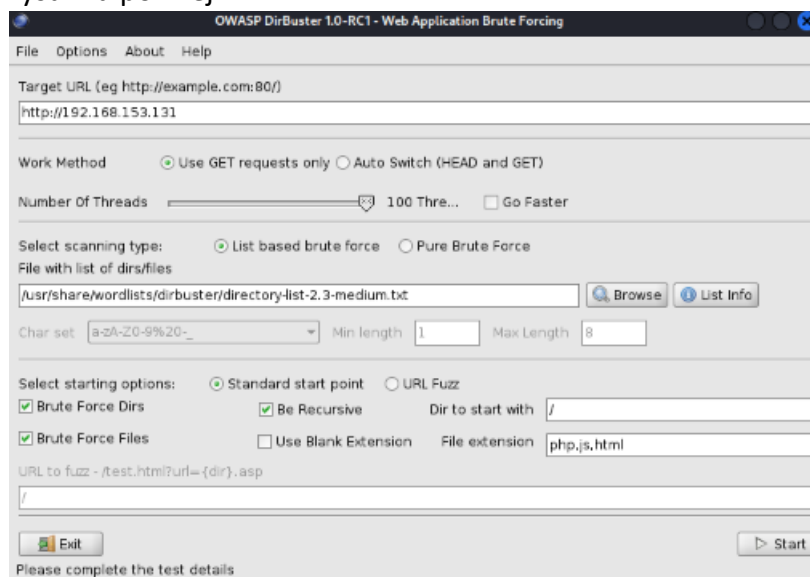 OWASP DirBuster 1.0-RC1 - Web Application Brute Forcing
File Options About Help
Target URL (eg http://example.com:80/)
http://192.168.153.131
Work Method Use GET requests only Auto Switch (HEAD and GET)
Number Of Threads 100 Thre... Go Faster
Select scanning type: List based brute force Pure Brute Force
File with list of dirs/files
/usr/share/wordlists/dirbuster/directory-list-2.3-medium.txt Browse List Info
Char set a-zA-Z0-9%20-_ Min length 1 Max Length 8
Select starting options: Standard start point URL Fuzz
Brute Force Dirs Be Recursive Dir to start with /
Brute Force Files Use Blank Extension File extension php,js,html
URL to fuzz - /test.html?url={dir}.asp
/
Exit Start
Please complete the test details